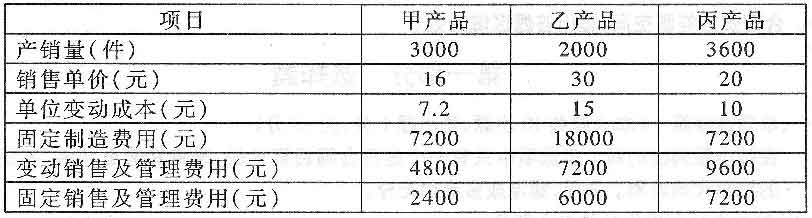 项目 甲产品 乙产品 丙产品
产销量(件) 3000 2000 3600
销售单价(元) 16 30 20
单位变动成本(元) 7.2 15 10
固定制造费用(元) 7200 18000 7200
变动销售及管理费用(元) 4800 7200 9600
固定销售及管理费用(元) 2400 6000 7200